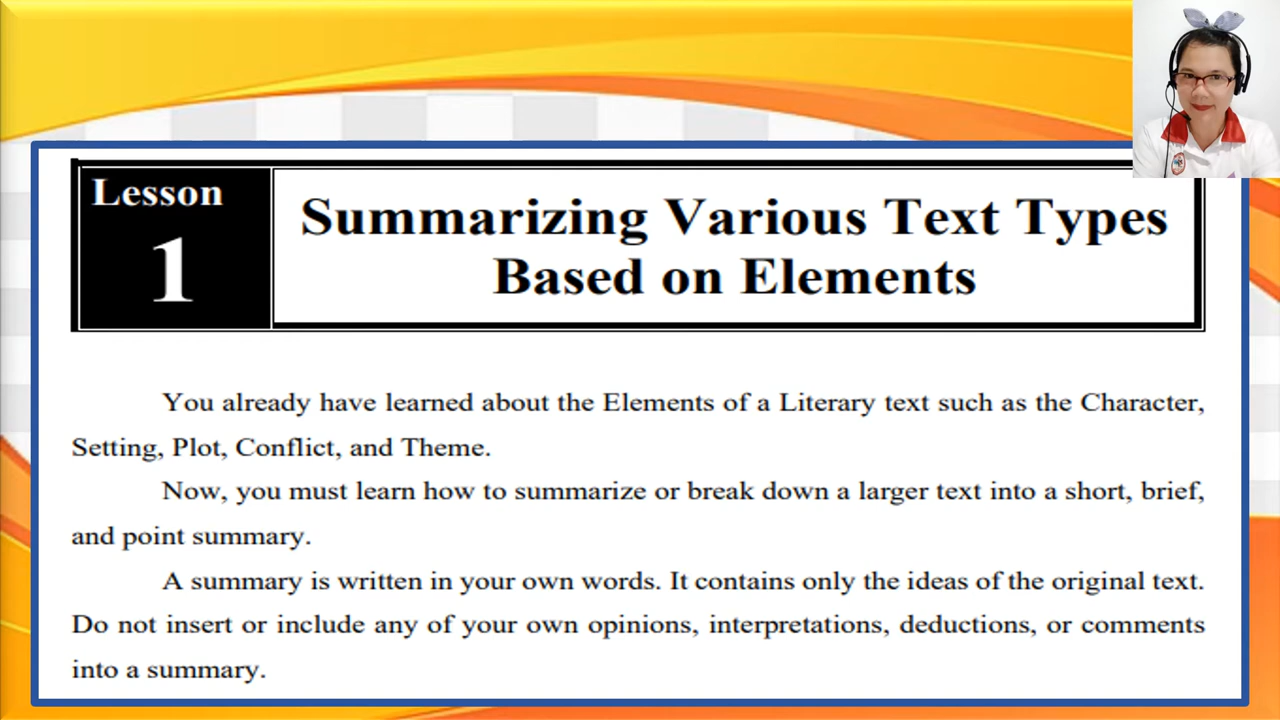 Lesson
1
Summarizing Various Text Types
Based on Elements
You already have learned about the Elements of a Literary text such as the Character,
Setting, Plot, Conflict, and Theme.
Now, you must learn how to summarize or break down a larger text into a short, brief,
and point summary.
A summary is written in your own words. It contains only the ideas of the original text.
Do not insert or include any of your own opinions, interpretations, deductions, or comments
into a summary.